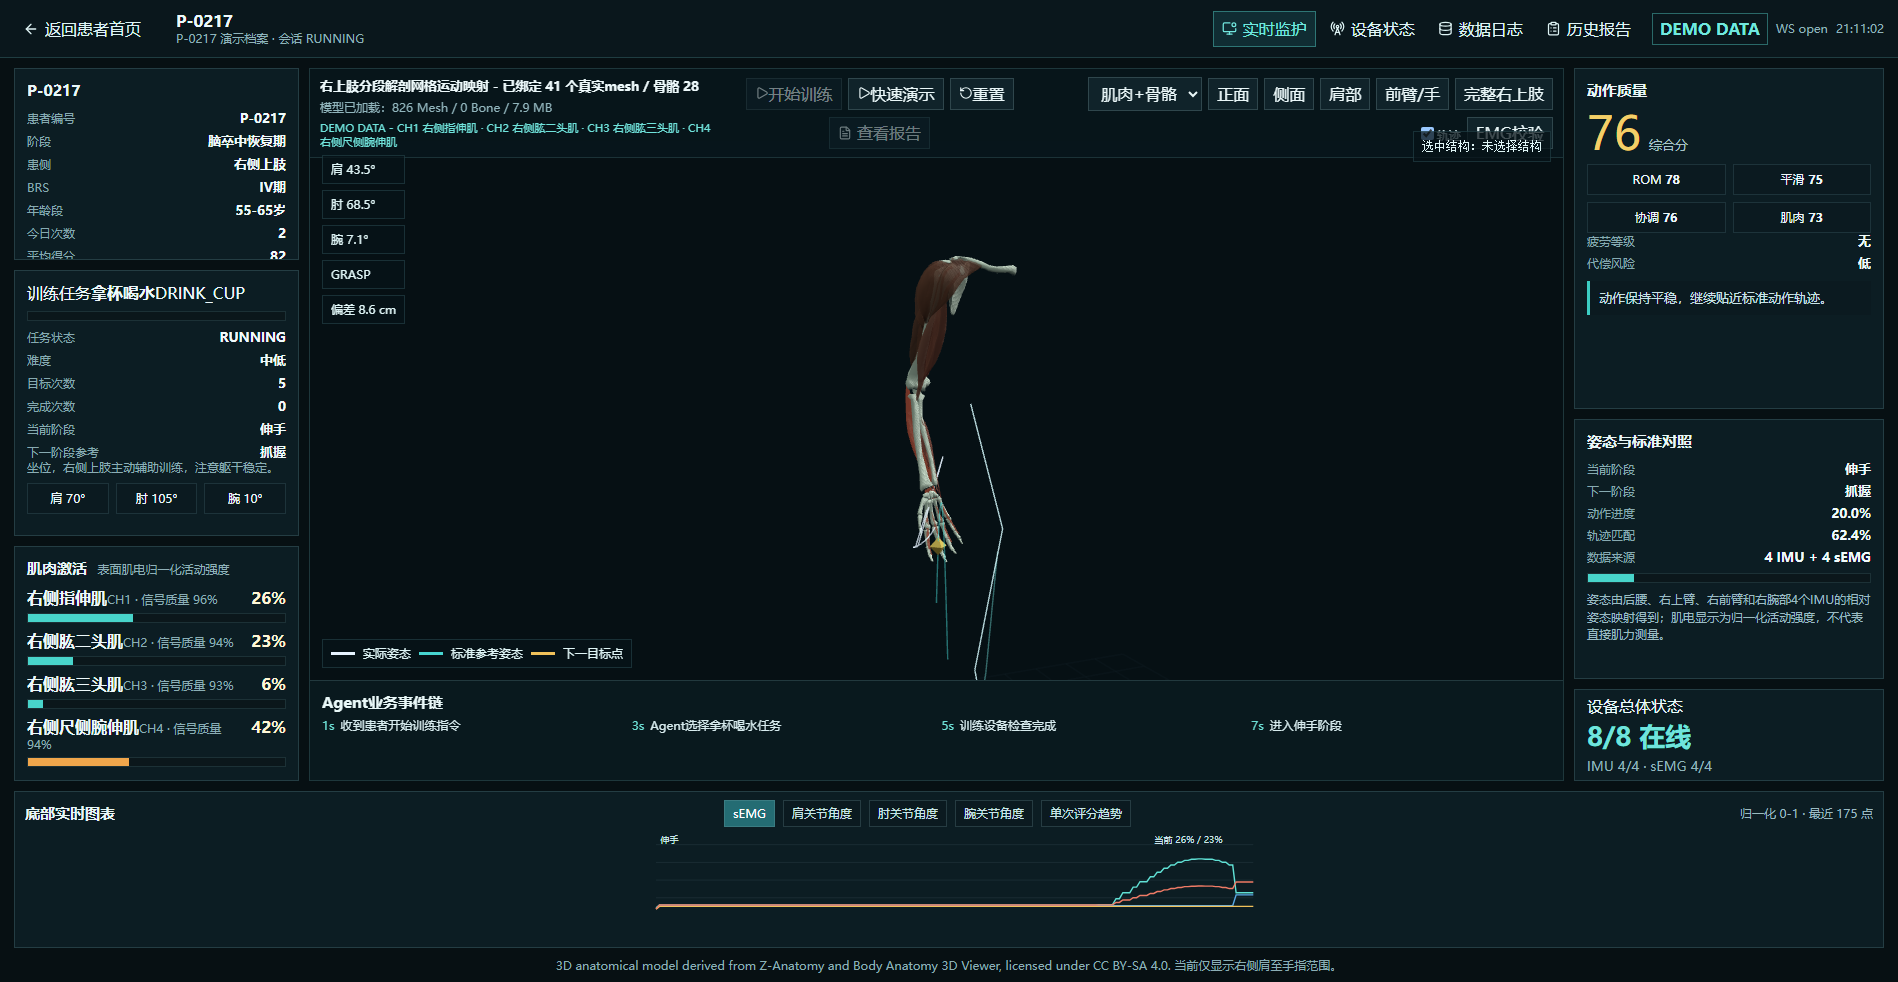 返回患者首页
P-0217
P-0217 演示档案 · 会话 RUNNING
实时监护
设备状态
数据日志
历史报告
DEMO DATA
WS open 21:11:02
P-0217
患者编号 P-0217
阶段 脑卒中恢复期
患侧 右侧上肢
BRS IV期
年龄段 55-65岁
今日次数 2
平均得分 82
训练任务拿杯喝水DRINK_CUP
任务状态 RUNNING
难度 中低
目标次数 5
完成次数 0
当前阶段 伸手
下一阶段参考 抓握
坐位，右侧上肢主动辅助训练，注意躯干稳定。
肩 70°
肘 105°
腕 10°
肌肉激活 表面肌电归一化活动强度
右侧指伸肌CH1 · 信号质量 96% 26%
右侧肱二头肌CH2 · 信号质量 94% 23%
右侧肱三头肌CH3 · 信号质量 93% 6%
右侧尺侧腕伸肌CH4 · 信号质量 42%
94%
右上肢分段解剖网格运动映射 - 已绑定 41 个真实mesh / 骨骼 28
模型已加载：826 Mesh / 0 Bone / 7.9 MB
DEMO DATA - CH1 右侧指伸肌 · CH2 右侧肱二头肌 · CH3 右侧肱三头肌 · CH4
右侧尺侧腕伸肌
开始训练
快速演示
重置
查看报告
肌肉+骨骼
正面
侧面
肩部
前臂/手
完整右上肢
轨迹
EMG校验
选中结构：未选择结构
肩 43.5°
肘 68.5°
腕 7.1°
GRASP
偏差 8.6 cm
实际姿态
标准参考姿态
下一目标点
Agent业务事件链
1s 收到患者开始训练指令
3s Agent选择拿杯喝水任务
5s 训练设备检查完成
7s 进入伸手阶段
动作质量
76 综合分
ROM 78
平滑 75
协调 76
肌肉 73
疲劳等级 无
代偿风险 低
动作保持平稳，继续贴近标准动作轨迹。
姿态与标准对照
当前阶段 伸手
下一阶段 抓握
动作进度 20.0%
轨迹匹配 62.4%
数据来源 4 IMU + 4 sEMG
姿态由后腰、右上臂、右前臂和右腕部4个IMU的相对
姿态映射得到；肌电显示为归一化活动强度，不代表
直接肌力测量。
设备总体状态
8/8 在线
IMU 4/4 · sEMG 4/4
底部实时图表
sEMG
肩关节角度
肘关节角度
腕关节角度
单次评分趋势
归一化 0-1 · 最近 175 点
伸手
当前 26% / 23%
3D anatomical model derived from Z-Anatomy and Body Anatomy 3D Viewer, licensed under CC BY-SA 4.0. 当前仅显示右侧肩至手指范围。